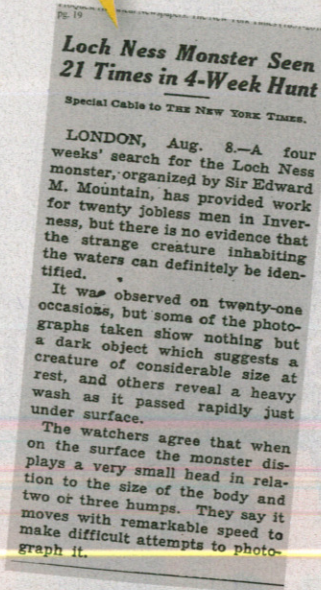 Pg. 19
Loch Ness Monster Seen
21 Times in 4-Week Hunt
Special Cable to THE NEW YORK TIMES.
LONDON, Aug. 8.—A four
weeks' search for the Loch Ness
monster, organized by Sir Edward
M. Mountain, has provided work
for twenty jobless men in Inver-
ness, but there is no evidence that
the strange creature inhabiting
the waters can definitely be iden-
tified.
It was observed on twenty-one
occasions, but some of the photo-
graphs taken show nothing but
a dark object which suggests a
creature of considerable size at
rest, and others reveal a heavy
wash as it passed rapidly just
under surface.
The watchers agree that when
on the surface the monster dis-
plays a very small head in rela-
tion to the size of the body and
two or three humps. They say it
moves with remarkable speed to
make difficult attempts to photo-
graph it.